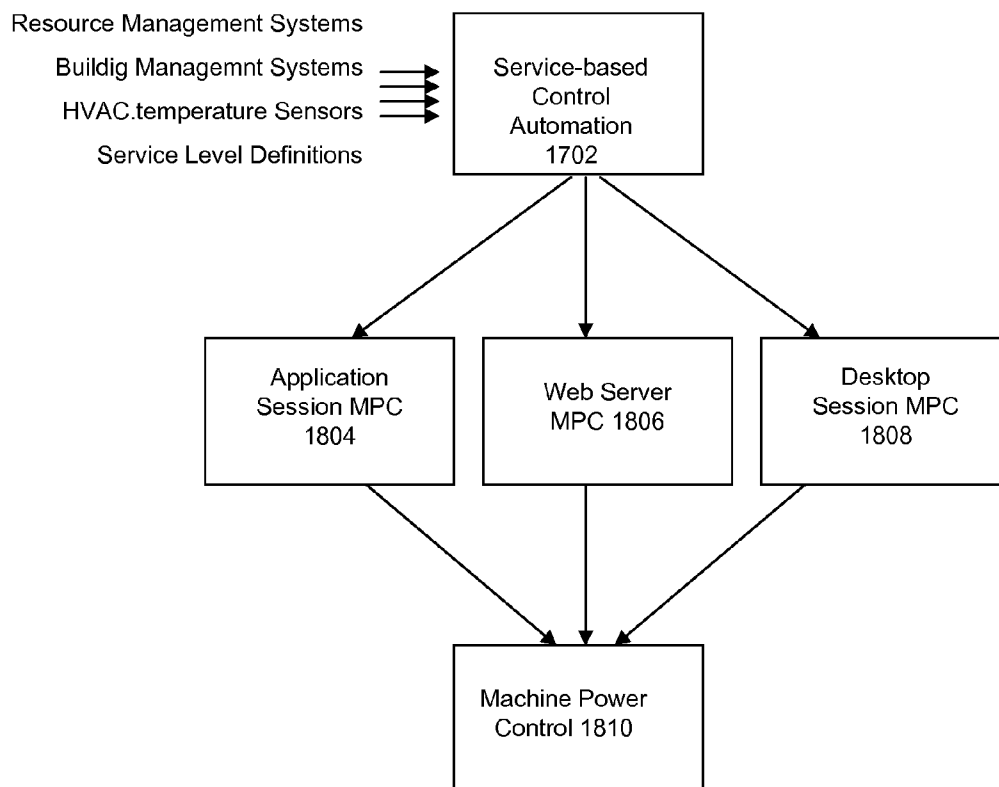 Resource Management Systems
Buildig Managemnt Systems
HVAC.temperature Sensors
Service Level Definitions
Service-based
Control
Automation
1702
Application
Session MPC
1804
Web Server
MPC 1806
Desktop
Session MPC
1808
Machine Power
Control 1810